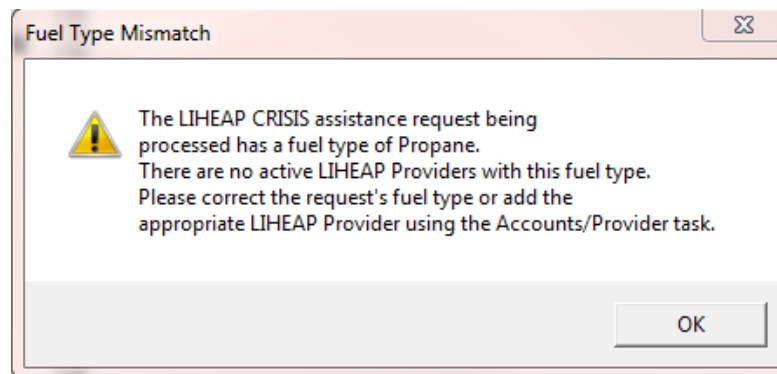 Fuel Type Mismatch
The LIHEAP CRISIS assistance request being
processed has a fuel type of Propane.
There are no active LIHEAP Providers with this fuel type.
Please correct the request's fuel type or add the
appropriate LIHEAP Provider using the Accounts/Provider task.
OK